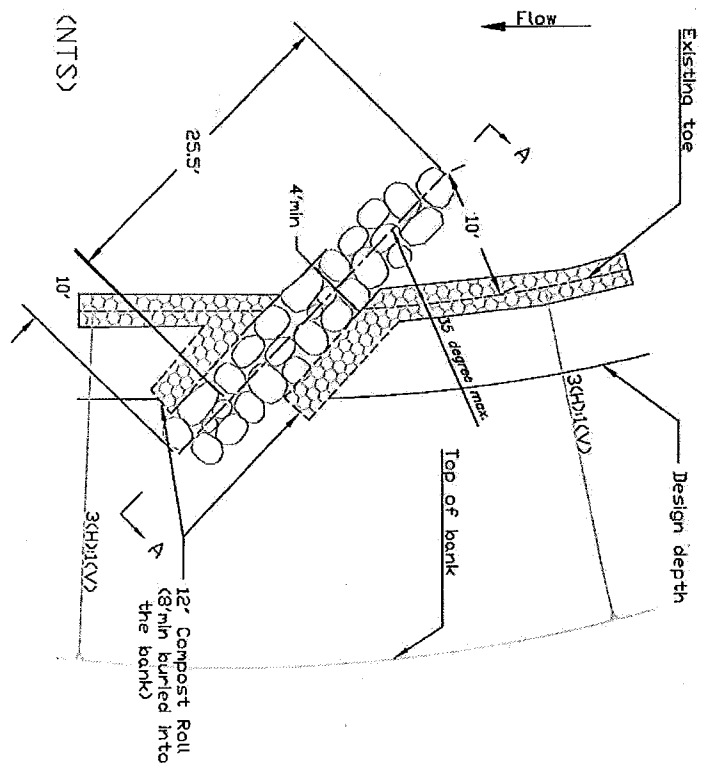 Flow
Existing toe
(NTS)
A
25.5'
10'
4'min
10'
35 degree max.
3(H):1(V)
Design depth
Top of bank
A
3(H):1(V)
12" Compost Roll
(8'min buried into
the bank)